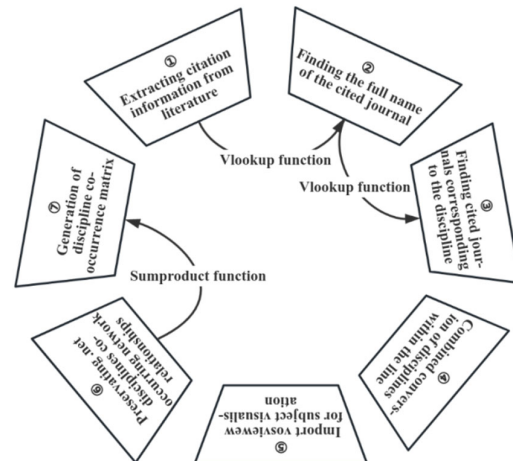 ①
Extracting citation
information from
literature
②
Finding the full name
of the cited journal
Vlookup function
Vlookup function
③
Finding cited jour-
nals corresponding
to the discipline
④
Combined convers-
ion of disciplines
within the line
⑤
Import vosviewew
for subject visualis-
ation
⑥
Preservating .net
disciplines co-
occurring network
relationships
Sumproduct function
⑦
Generation of
discipline co-
occurrence matrix